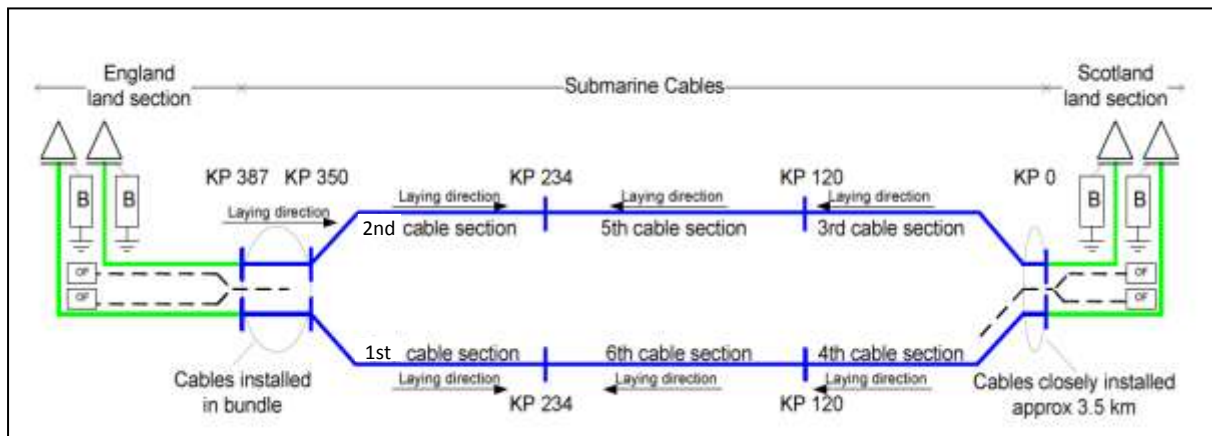 England
land section
Submarine Cables
Scotland
land section
KP 387
KP 350
KP 234
KP 120
KP 0
B
B
B
B
Laying direction
Laying direction
Laying direction
Laying direction
2nd cable section
5th cable section
3rd cable section
OF
OF
OF
OF
1st cable section
6th cable section
4th cable section
Laying direction
Laying direction
Laying direction
Cables installed
in bundle
KP 234
KP 120
Cables closely installed
approx 3.5 km